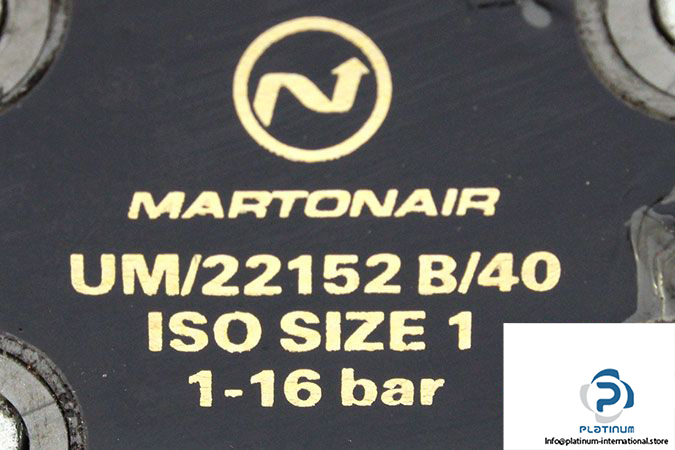 MARTONAIR
UM/22152 B/40
ISO SIZE 1
1-16 bar
PLATINUM
Info@platinum-international.store